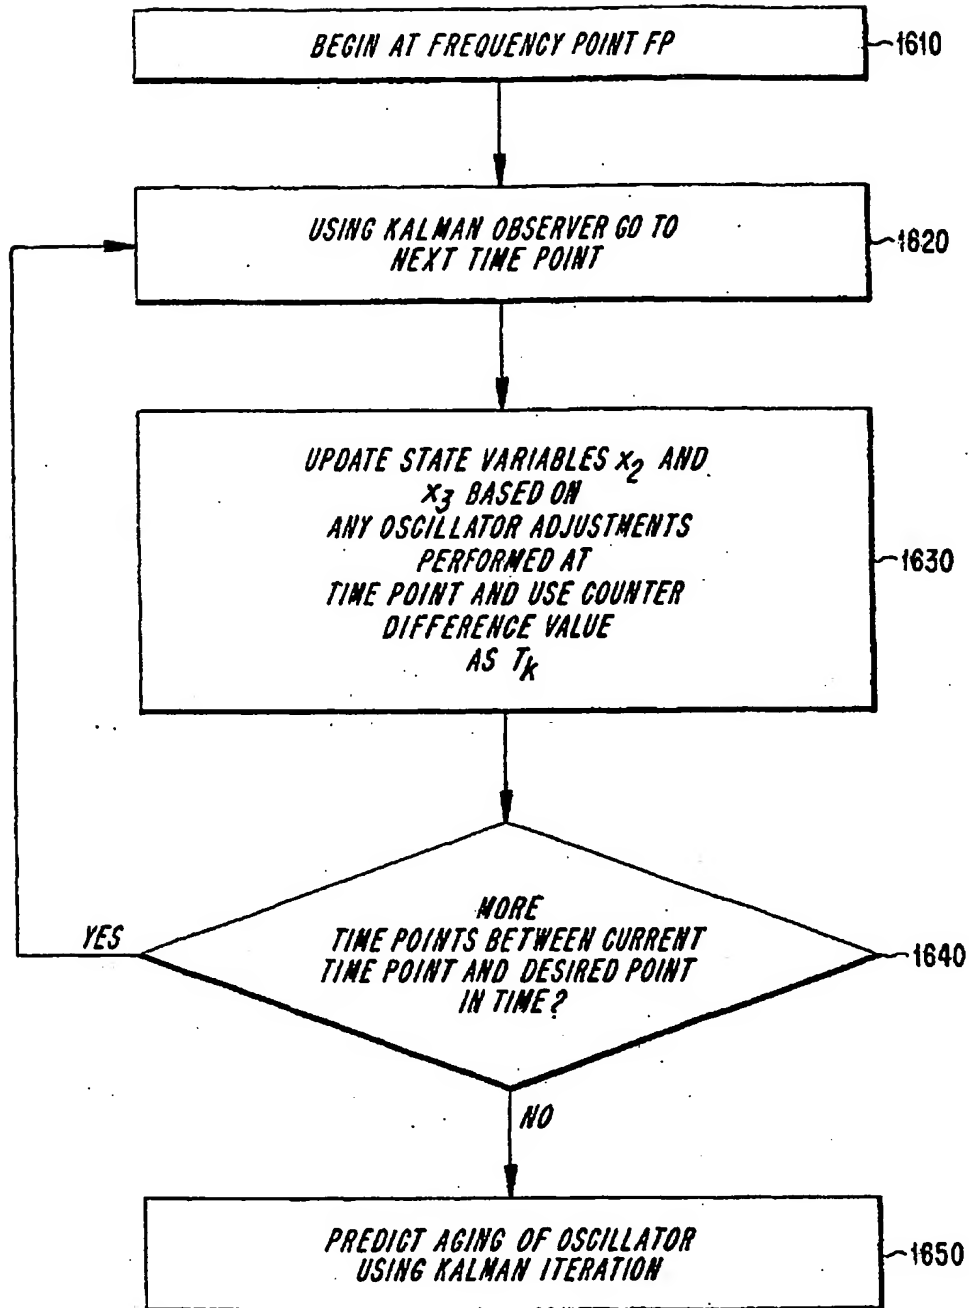 BEGIN AT FREQUENCY POINT FP
1610
USING KALMAN OBSERVER GO TO
NEXT TIME POINT
1620
UPDATE STATE VARIABLES x2 AND
x3 BASED ON
ANY OSCILLATOR ADJUSTMENTS
PERFORMED AT
TIME POINT AND USE COUNTER
DIFFERENCE VALUE
AS Tk
1630
MORE
TIME POINTS BETWEEN CURRENT
TIME POINT AND DESIRED POINT
IN TIME?
1640
YES
NO
PREDICT AGING OF OSCILLATOR
USING KALMAN ITERATION
1650